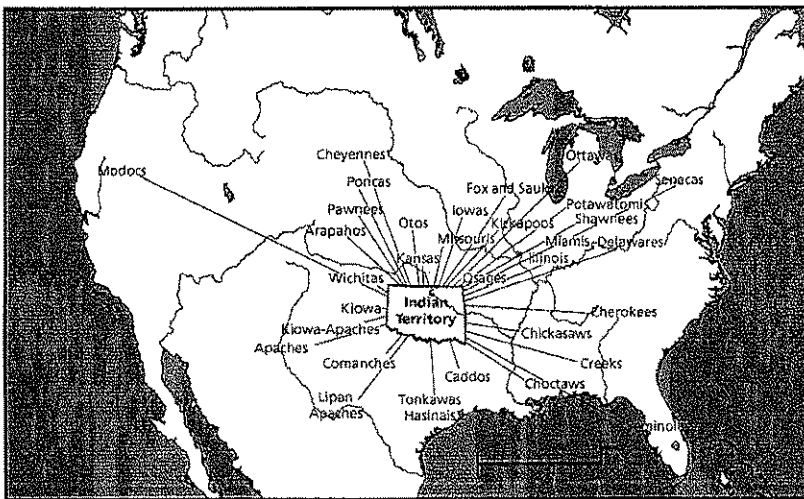 Cheyennes
Ottawas
Modocs
Poncas
Fox and Sauks
Senecas
Pawnees
Otos
Iowas
Kickapoos
Potawatomis
Shawnees
Arapahos
Missouris
Miamis-Delawares
Kansas
Illinois
Wichitas
Osages
Indian
Territory
Kiowa
Cherokees
Kiowa-Apaches
Chickasaws
Apaches
Comanches
Creeks
Caddos
Choctaws
Lipan
Apaches
Tonkawas
Hasinais